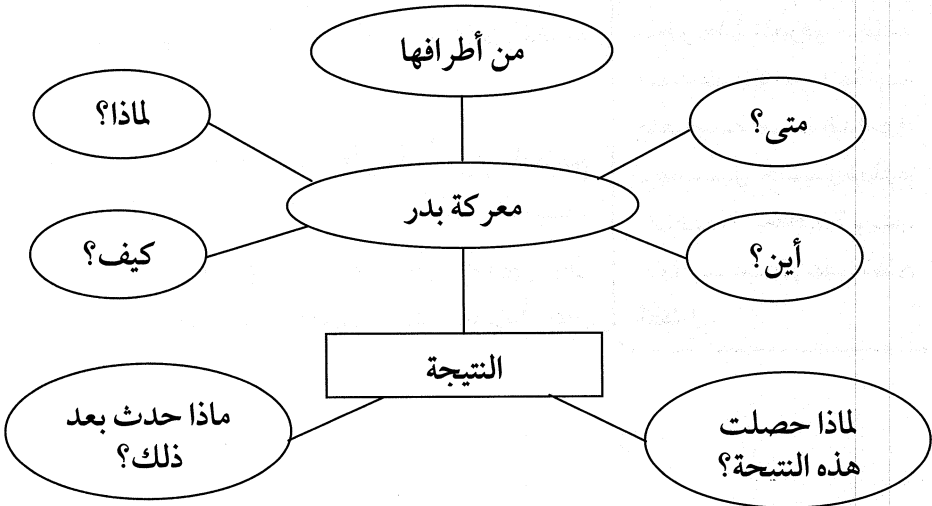 من أطرافها
متى؟
لماذا؟
معركة بدر
أين؟
كيف؟
النتيجة
لماذا حصلت
هذه النتيجة؟
ماذا حدث بعد
ذلك؟